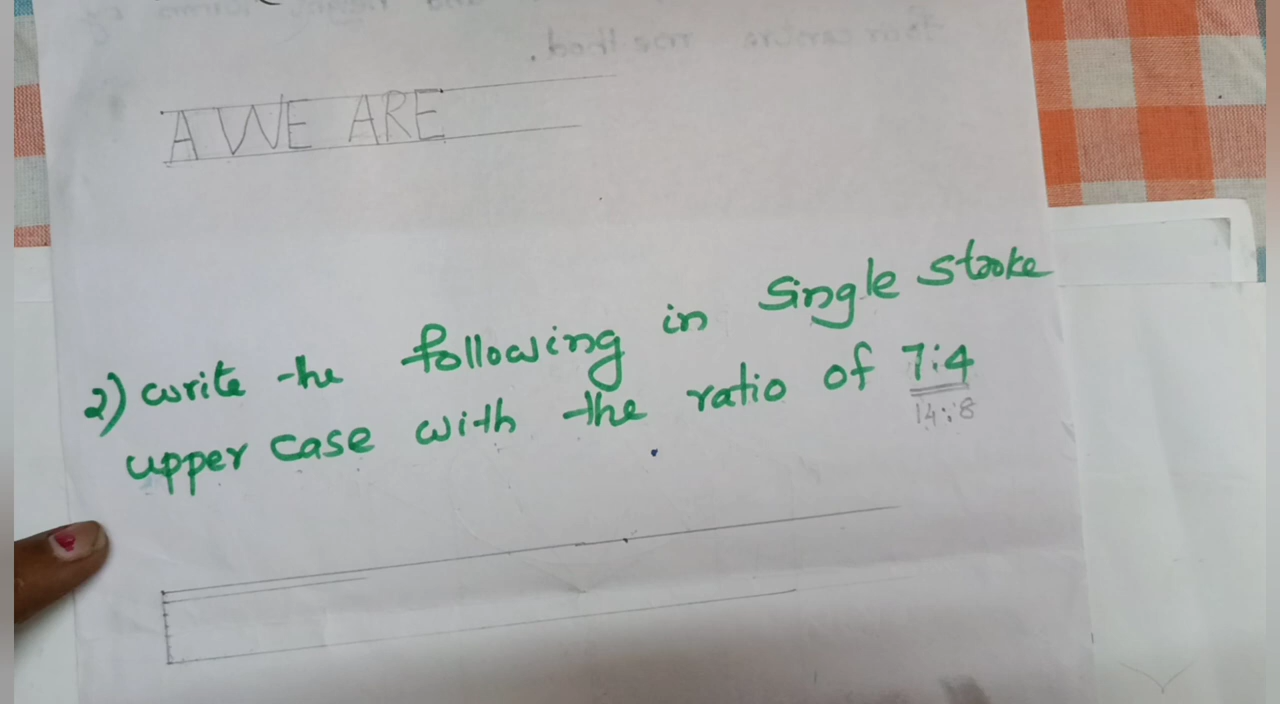 A WE ARE
2) write the following in Single stroke
upper case with the ratio of 7:4
14:8